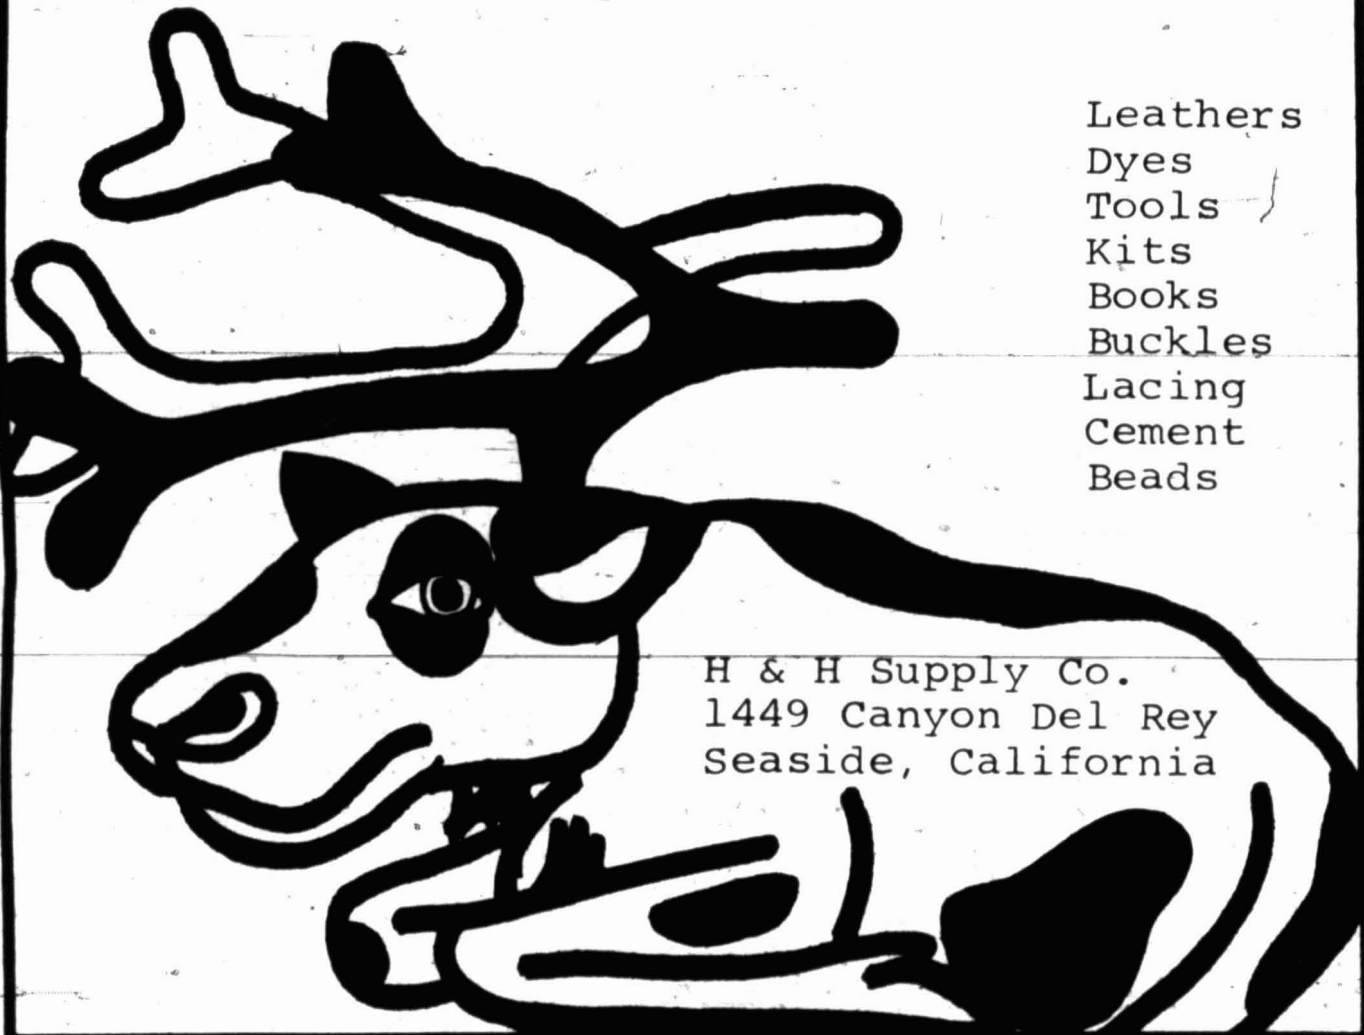 Leathers
Dyes
Tools
Kits
Books
Buckles
Lacing
Cement
Beads
H & H Supply Co.
1449 Canyon Del Rey
Seaside, California